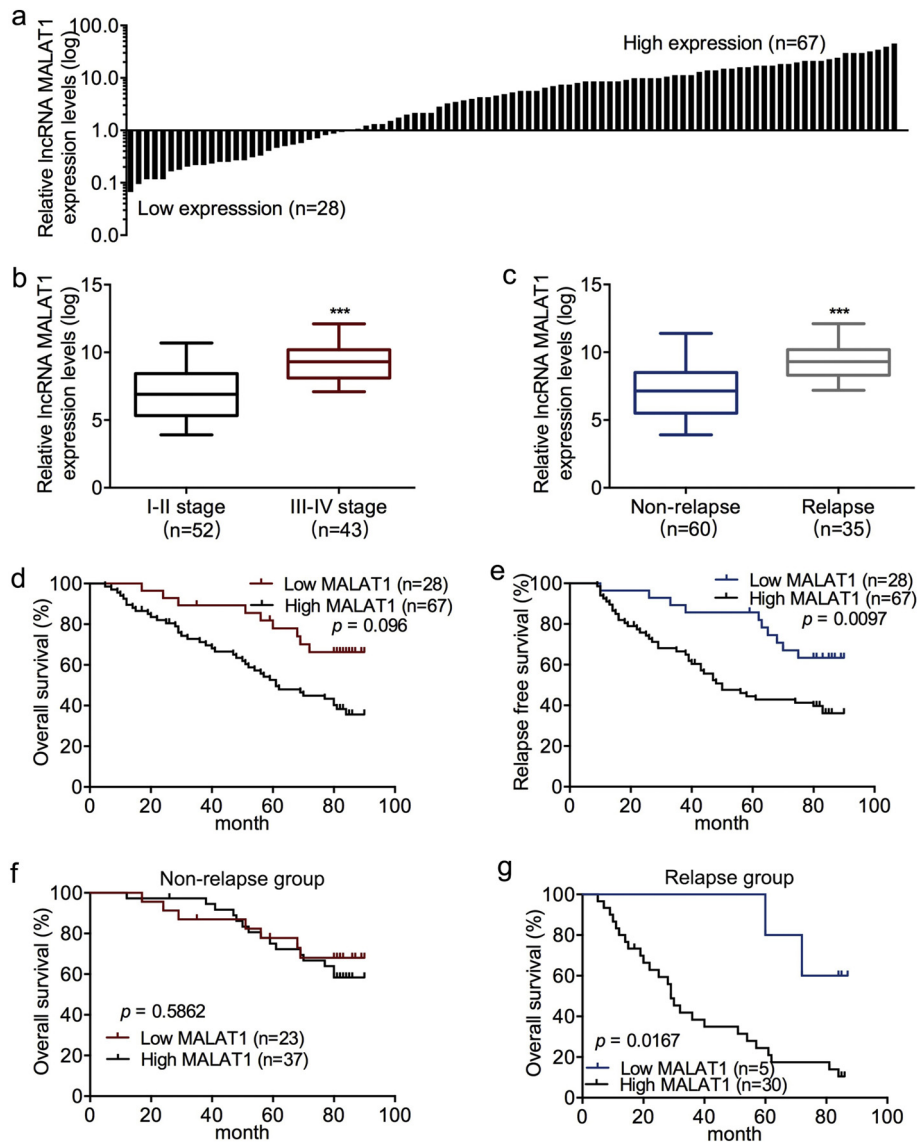 a
Relative lncRNA MALAT1
expression levels (log)
100.0
10.0
1.0
0.1
0.0
High expression (n=67)
Low expresssion (n=28)
b
Relative lncRNA MALAT1
expression levels (log)
15
10
5
0
***
I-II stage
(n=52)
III-IV stage
(n=43)
c
Relative lncRNA MALAT1
expression levels (log)
15
10
5
0
***
Non-relapse
(n=60)
Relapse
(n=35)
d
Overall survival (%)
100
80
60
40
20
0
Low MALAT1 (n=28)
High MALAT1 (n=67)
p = 0.096
0 20 40 60 80 100
month
e
Relapse free survival (%)
100
80
60
40
20
0
Low MALAT1 (n=28)
High MALAT1 (n=67)
p = 0.0097
0 20 40 60 80 100
month
f
Non-relapse group
Overall survival (%)
100
80
60
40
20
0
p = 0.5862
Low MALAT1 (n=23)
High MALAT1 (n=37)
0 20 40 60 80 100
month
g
Relapse group
Overall survival (%)
100
80
60
40
20
0
p = 0.0167
Low MALAT1 (n=5)
High MALAT1 (n=30)
0 20 40 60 80 100
month